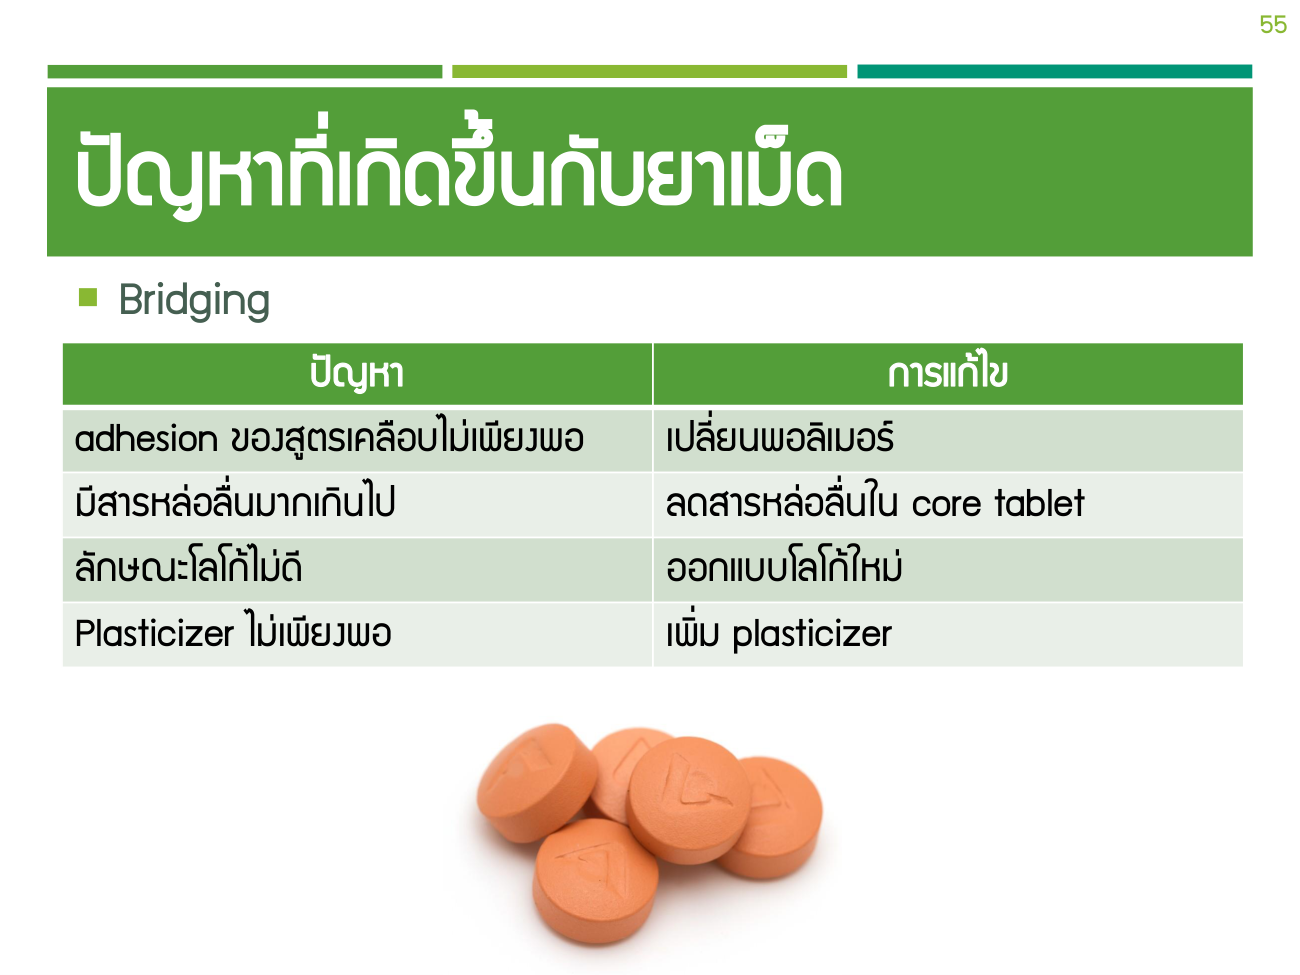 55
ปัญหาที่เกิดขึ้นกับยาเม็ด
Bridging
ปัญหา การแก้ไข
adhesion ของสูตรเคลือบไม่เพียงพอ เปลี่ยนพอลิเมอร์
มีสารหล่อลื่นมากเกินไป ลดสารหล่อลื่นใน core tablet
ลักษณะโลโก้ไม่ดี ออกแบบโลโก้ใหม่
Plasticizer ไม่เพียงพอ เพิ่ม plasticizer